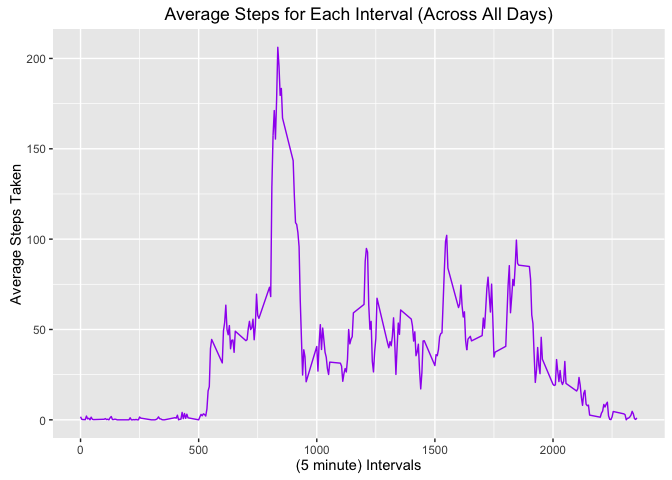 Average Steps for Each Interval (Across All Days)
Average Steps Taken
200
150
100
50
0
0 500 1000 1500 2000
(5 minute) Intervals